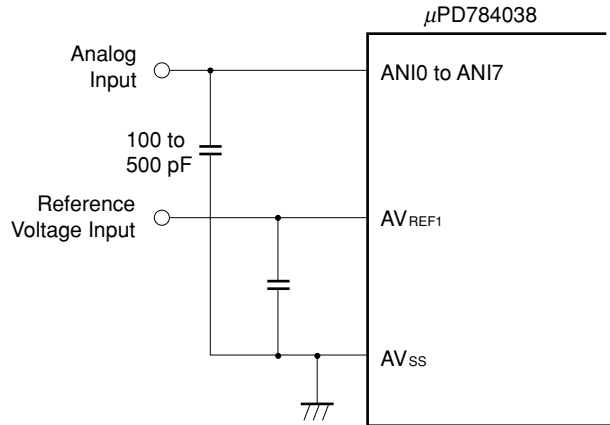 μPD784038
Analog
Input
ANI0 to ANI7
100 to
500 pF
Reference
Voltage Input
AVREF1
AVSS